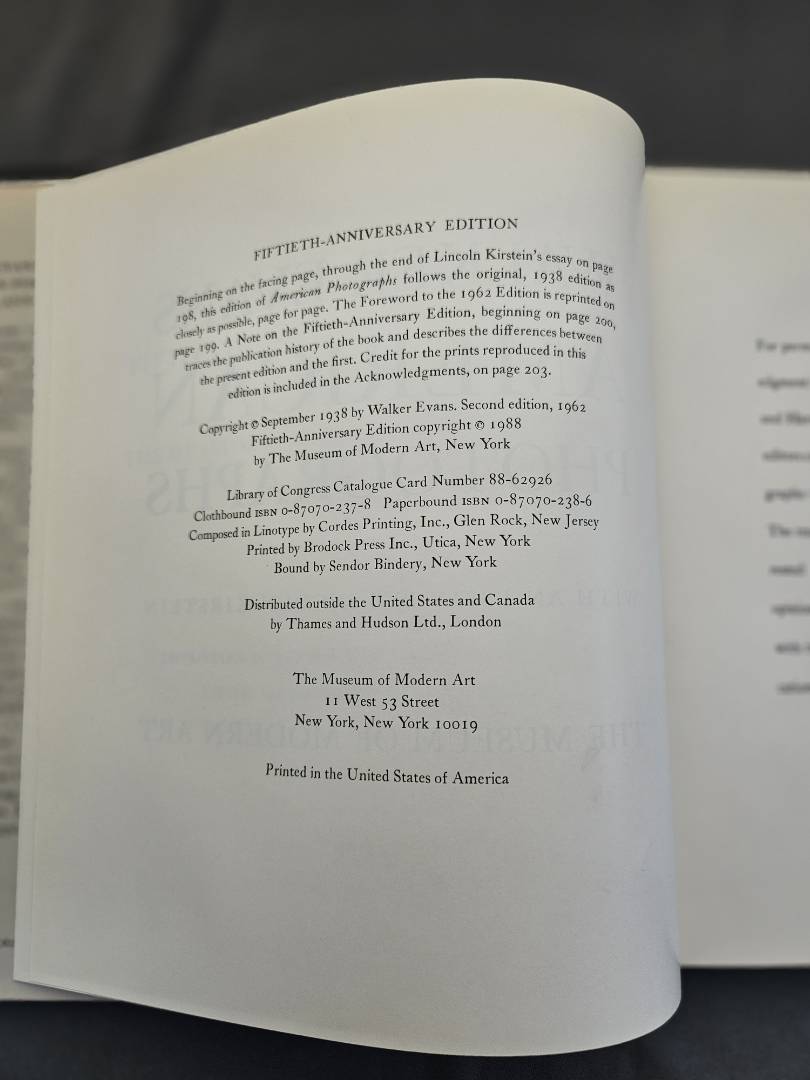 FIFTIETH-ANNIVERSARY EDITION
Beginning on the facing page, through the end of Lincoln Kirstein's essay on page
198, this edition of American Photographs follows the original, 1938 edition as
closely as possible, page for page. The Foreword to the 1962 Edition is reprinted on
page 199. A Note on the Fiftieth-Anniversary Edition, beginning on page 200,
traces the publication history of the book and describes the differences between
the present edition and the first. Credit for the prints reproduced in this
edition is included in the Acknowledgments, on page 203.
Copyright © September 1938 by Walker Evans. Second edition, 1962
Fiftieth-Anniversary Edition copyright © 1988
by The Museum of Modern Art, New York
Library of Congress Catalogue Card Number 88-62926
Clothbound ISBN 0-87070-237-8 Paperbound ISBN 0-87070-238-6
Composed in Linotype by Cordes Printing, Inc., Glen Rock, New Jersey
Printed by Brodock Press Inc., Utica, New York
Bound by Sendor Bindery, New York
Distributed outside the United States and Canada
by Thames and Hudson Ltd., London
The Museum of Modern Art
11 West 53 Street
New York, New York 10019
Printed in the United States of America